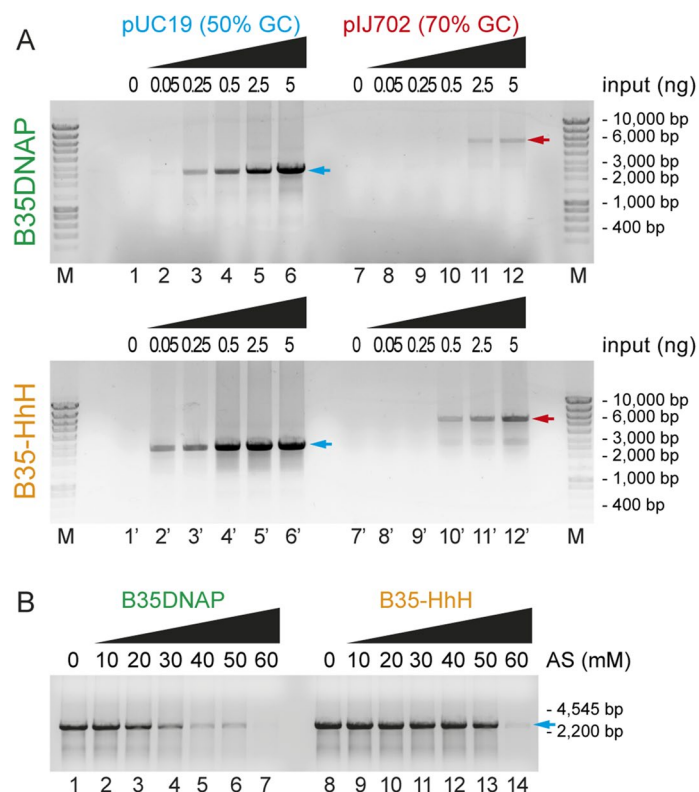 A
pUC19 (50% GC) pIJ702 (70% GC)
0 0.05 0.25 0.5 2.5 5 0 0.05 0.25 0.5 2.5 5 input (ng)
B35DNAP
- 10,000 bp
- 6,000 bp
- 3,000 bp
- 2,000 bp
- 1,000 bp
- 400 bp
M 1 2 3 4 5 6 7 8 9 10 11 12 M
0 0.05 0.25 0.5 2.5 5 0 0.05 0.25 0.5 2.5 5 input (ng)
B35-HhH
- 10,000 bp
- 6,000 bp
- 3,000 bp
- 2,000 bp
- 1,000 bp
- 400 bp
M 1’ 2’ 3’ 4’ 5’ 6’ 7’ 8’ 9’ 10’ 11’ 12’ M
B
B35DNAP B35-HhH
0 10 20 30 40 50 60 0 10 20 30 40 50 60 AS (mM)
- 4,545 bp
- 2,200 bp
1 2 3 4 5 6 7 8 9 10 11 12 13 14